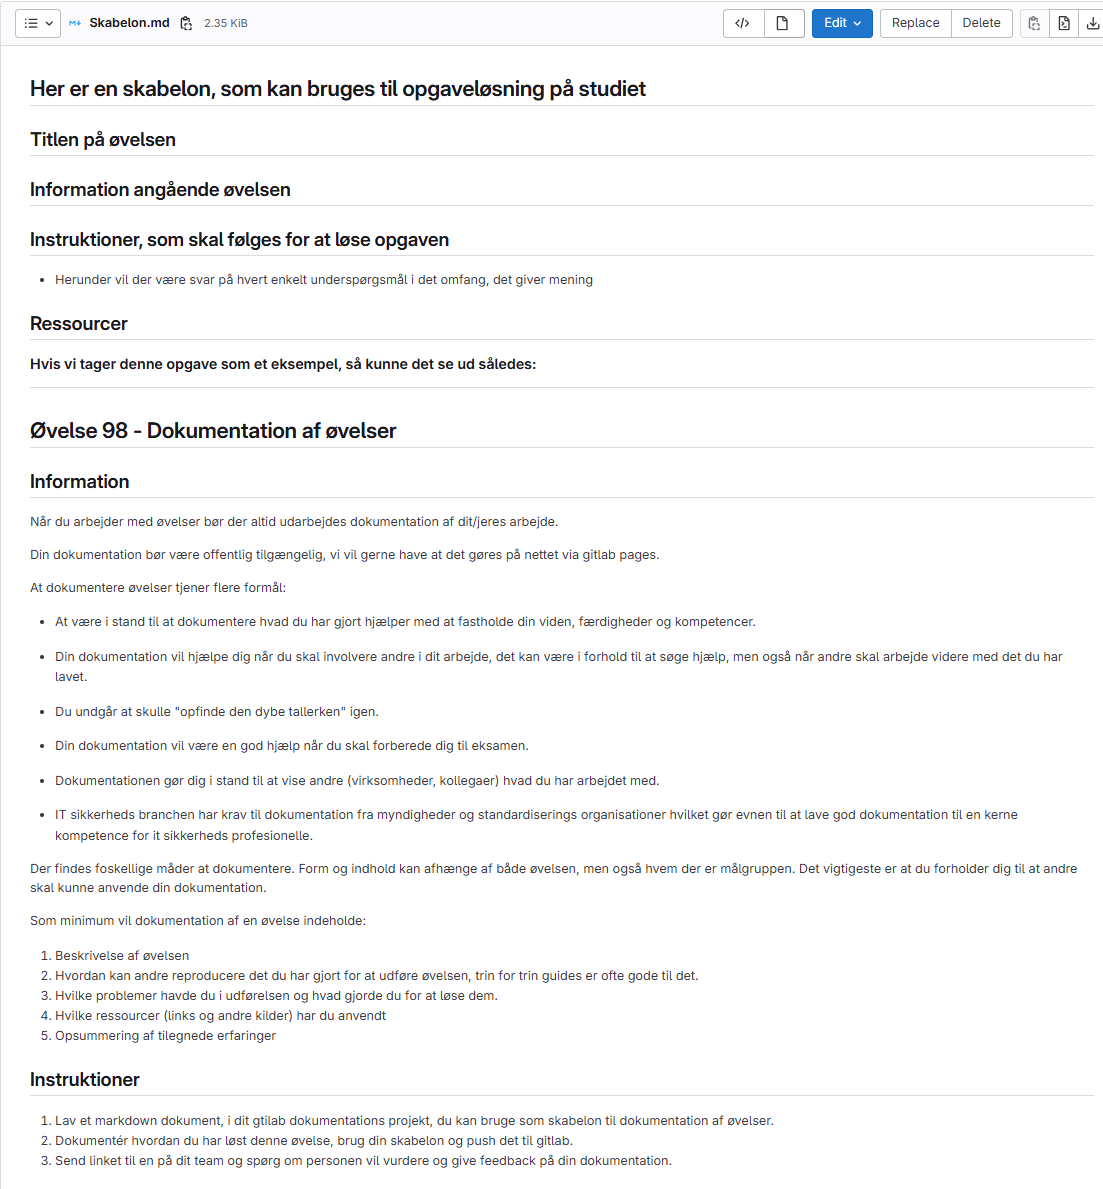 M↓ Skabelon.md 2.35 KiB </> Edit Replace Delete
Her er en skabelon, som kan bruges til opgaveløsning på studiet
Titlen på øvelsen
Information angående øvelsen
Instruktioner, som skal følges for at løse opgaven
• Herunder vil der være svar på hvert enkelt underspørgsmål i det omfang, det giver mening
Ressourcer
Hvis vi tager denne opgave som et eksempel, så kunne det se ud således:
Øvelse 98 - Dokumentation af øvelser
Information
Når du arbejder med øvelser bør der altid udarbejdes dokumentation af dit/jeres arbejde.
Din dokumentation bør være offentlig tilgængelig, vi vil gerne have at det gøres på nettet via gitlab pages.
At dokumentere øvelser tjener flere formål:
• At være i stand til at dokumentere hvad du har gjort hjælper med at fastholde din viden, færdigheder og kompetencer.
• Din dokumentation vil hjælpe dig når du skal involvere andre i dit arbejde, det kan være i forhold til at søge hjælp, men også når andre skal arbejde videre med det du har
lavet.
• Du undgår at skulle "opfinde den dybe tallerken" igen.
• Din dokumentation vil være en god hjælp når du skal forberede dig til eksamen.
• Dokumentationen gør dig i stand til at vise andre (virksomheder, kollegaer) hvad du har arbejdet med.
• IT sikkerheds branchen har krav til dokumentation fra myndigheder og standardiserings organisationer hvilket gør evnen til at lave god dokumentation til en kerne
kompetence for it sikkerheds profesionelle.
Der findes foskellige måder at dokumentere. Form og indhold kan afhænge af både øvelsen, men også hvem der er målgruppen. Det vigtigeste er at du forholder dig til at andre
skal kunne anvende din dokumentation.
Som minimum vil dokumentation af en øvelse indeholde:
1. Beskrivelse af øvelsen
2. Hvordan kan andre reproducere det du har gjort for at udføre øvelsen, trin for trin guides er ofte gode til det.
3. Hvilke problemer havde du i udførelsen og hvad gjorde du for at løse dem.
4. Hvilke ressourcer (links og andre kilder) har du anvendt
5. Opsummering af tilegnede erfaringer
Instruktioner
1. Lav et markdown dokument, i dit gtilab dokumentations projekt, du kan bruge som skabelon til dokumentation af øvelser.
2. Dokumentér hvordan du har løst denne øvelse, brug din skabelon og push det til gitlab.
3. Send linket til en på dit team og spørg om personen vil vurdere og give feedback på din dokumentation.